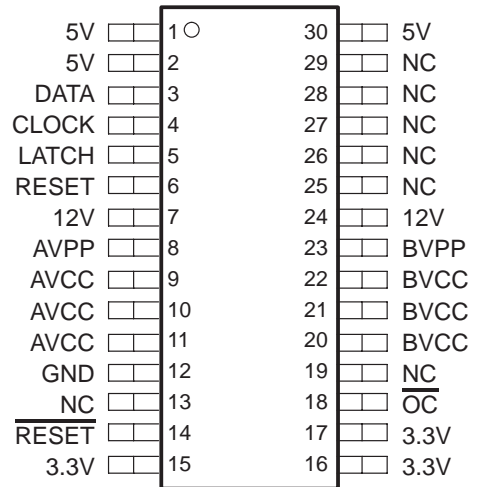 5V 1 30 5V
5V 2 29 NC
DATA 3 28 NC
CLOCK 4 27 NC
LATCH 5 26 NC
RESET 6 25 NC
12V 7 24 12V
AVPP 8 23 BVPP
AVCC 9 22 BVCC
AVCC 10 21 BVCC
AVCC 11 20 BVCC
GND 12 19 NC
NC 13 18 O̅C̅
R̅E̅S̅E̅T̅ 14 17 3.3V
3.3V 15 16 3.3V